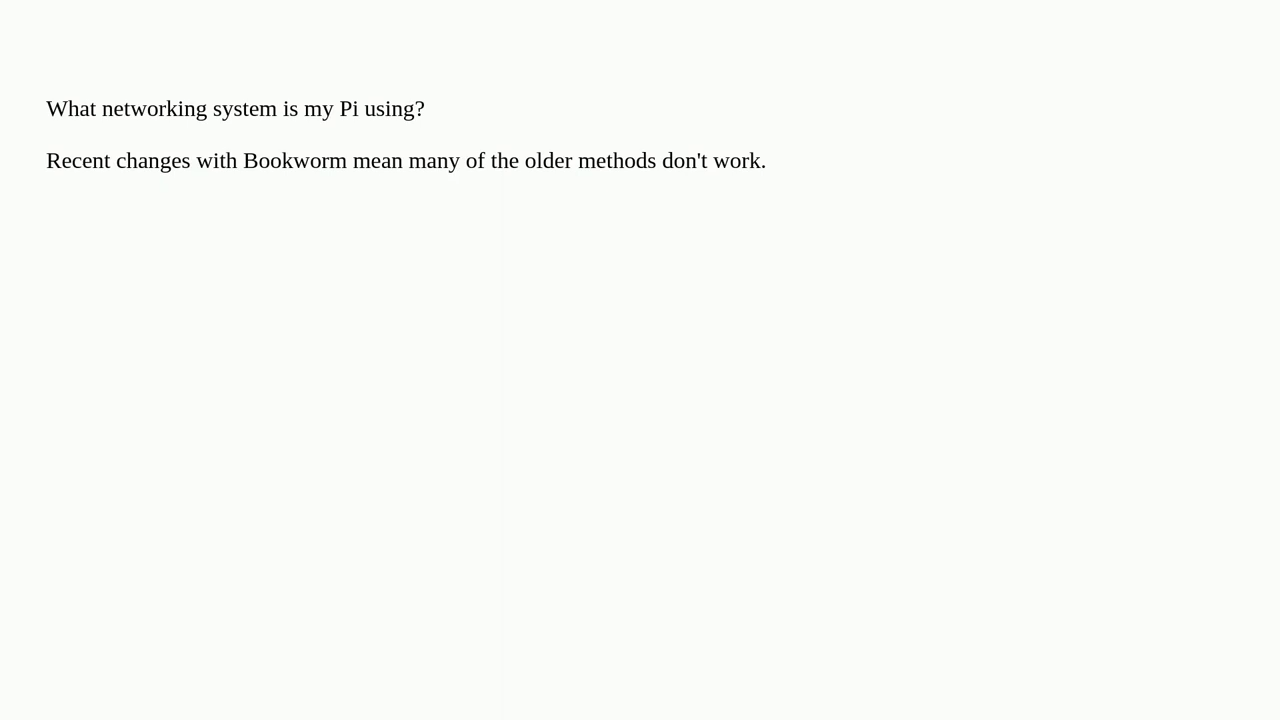 What networking system is my Pi using?
Recent changes with Bookworm mean many of the older methods don't work.